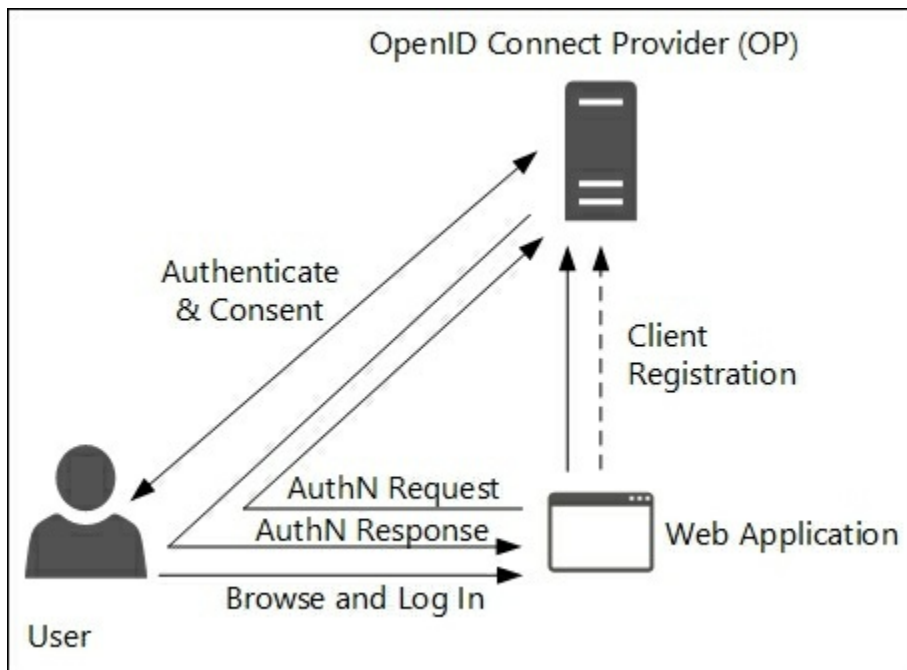 OpenID Connect Provider (OP)
Authenticate
& Consent
Client
Registration
AuthN Request
AuthN Response
Web Application
Browse and Log In
User